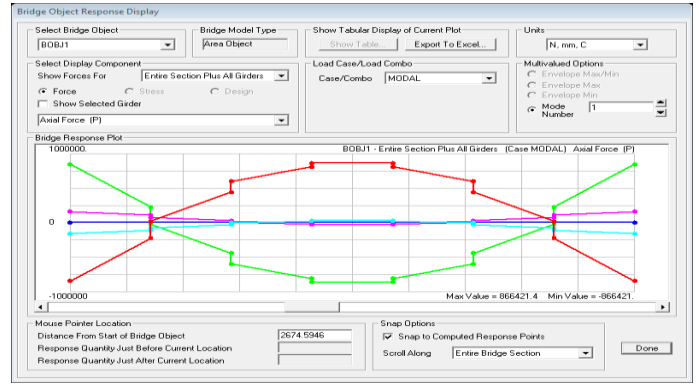 Bridge Object Response Display
Select Bridge Object
BOBJ1
Bridge Model Type
Area Object
Show Tabular Display of Current Plot
Show Table...
Export To Excel...
Units
N, mm, C
Select Display Component
Show Forces For
Entire Section Plus All Girders
Force
Stress
Design
Show Selected Girder
Axial Force (P)
Load Case/Load Combo
Case/Combo
MODAL
Multivalued Options
Envelope Max/Min
Envelope Max
Envelope Min
Mode
Number
1
Bridge Response Plot
1000000.
BOBJ1 - Entire Section Plus All Girders (Case MODAL) Axial Force (P)
0
-1000000
Max Value = 866421.4 Min Value = -866421.
Mouse Pointer Location
Distance From Start of Bridge Object
2674.5946
Response Quantity Just Before Current Location
Response Quantity Just After Current Location
Snap Options
Snap to Computed Response Points
Scroll Along
Entire Bridge Section
Done